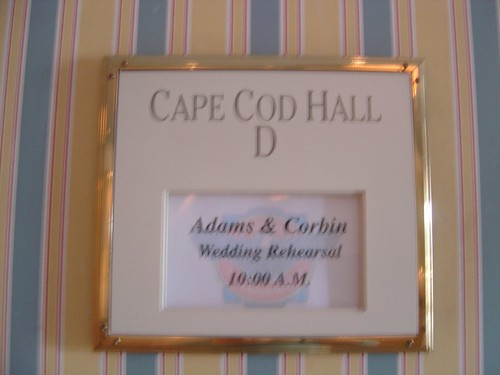 CAPE COD HALL
D
Adams & Corbin
Wedding Rehearsal
10:00 A.M.